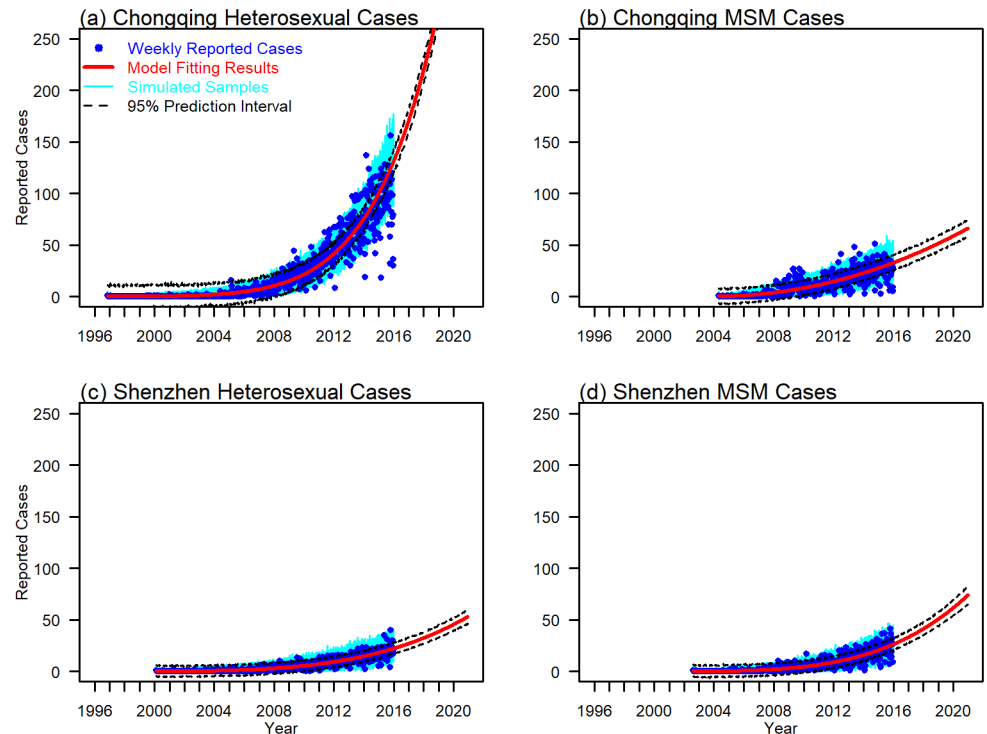 (a) Chongqing Heterosexual Cases
250
200
150
100
50
0
Reported Cases
Weekly Reported Cases
Model Fitting Results
Simulated Samples
95% Prediction Interval
1996 2000 2004 2008 2012 2016 2020
(b) Chongqing MSM Cases
250
200
150
100
50
0
1996 2000 2004 2008 2012 2016 2020
(c) Shenzhen Heterosexual Cases
250
200
150
100
50
0
Reported Cases
1996 2000 2004 2008 2012 2016 2020
Year
(d) Shenzhen MSM Cases
250
200
150
100
50
0
1996 2000 2004 2008 2012 2016 2020
Year